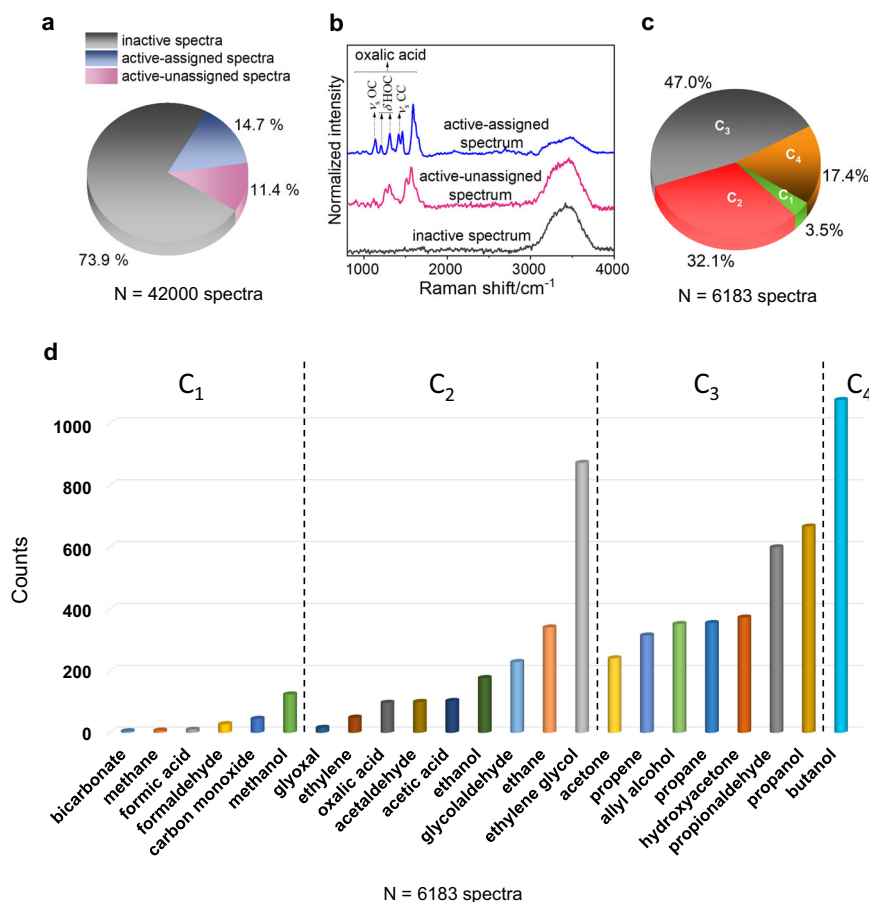 a
inactive spectra
active-assigned spectra
active-unassigned spectra
14.7 %
11.4 %
73.9 %
N = 42000 spectra
b
oxalic acid
νs OC
δ HOC
νs CC
active-assigned
spectrum
active-unassigned
spectrum
inactive spectrum
Normalized intensity
1000 2000 3000 4000
Raman shift/cm⁻¹
c
47.0%
C₃
C₄
17.4%
C₁
C₂
3.5%
32.1%
N = 6183 spectra
d
C₁ C₂ C₃ C₄
1000
800
600
400
200
0
Counts
bicarbonate
methane
formic acid
formaldehyde
carbon monoxide
methanol
glyoxal
ethylene
oxalic acid
acetaldehyde
acetic acid
ethanol
glycolaldehyde
ethane
ethylene glycol
acetone
propene
allyl alcohol
propane
hydroxyacetone
propionaldehyde
propanol
butanol
N = 6183 spectra